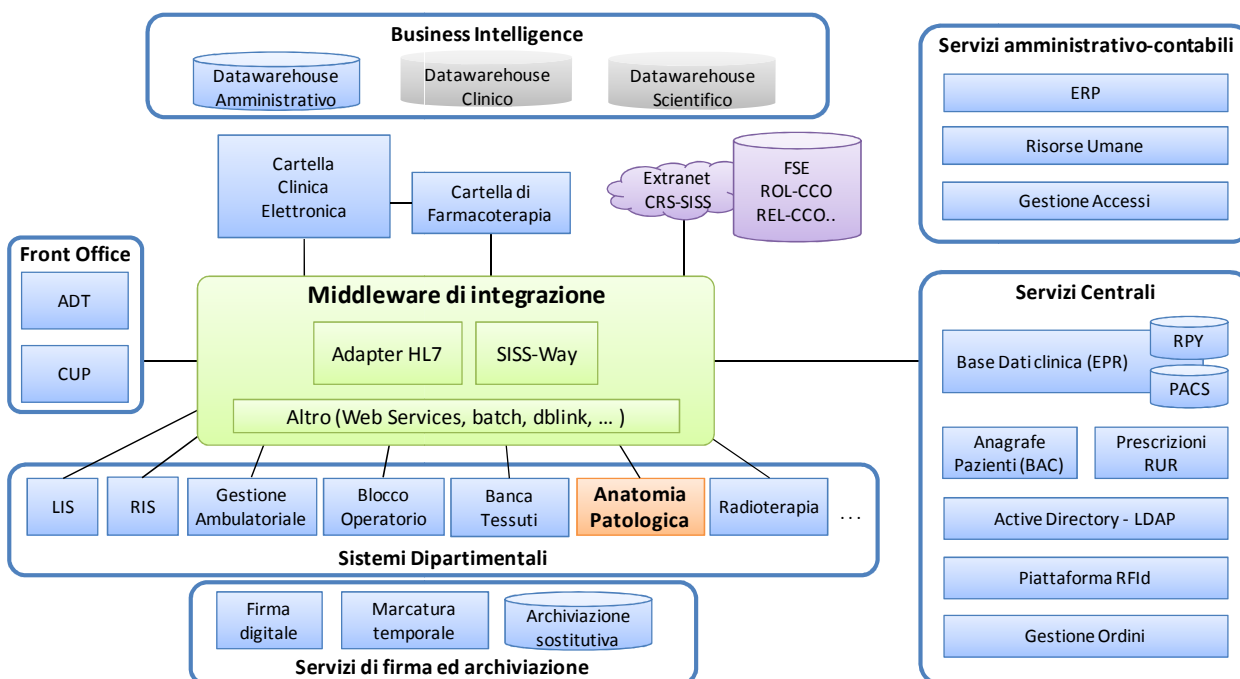 Business Intelligence
Datawarehouse
Amministrativo
Datawarehouse
Clinico
Datawarehouse
Scientifico
Servizi amministrativo-contabili
ERP
Risorse Umane
Gestione Accessi
Cartella
Clinica
Elettronica
Cartella di
Farmacoterapia
Extranet
CRS-SISS
FSE
ROL-CCO
REL-CCO..
Front Office
ADT
CUP
Middleware di integrazione
Adapter HL7
SISS-Way
Altro (Web Services, batch, dblink, ... )
Servizi Centrali
Base Dati clinica (EPR)
RPY
PACS
Anagrafe
Pazienti (BAC)
Prescrizioni
RUR
Active Directory - LDAP
Piattaforma RFId
Gestione Ordini
LIS
RIS
Gestione
Ambulatoriale
Blocco
Operatorio
Banca
Tessuti
Anatomia
Patologica
Radioterapia
...
Sistemi Dipartimentali
Firma
digitale
Marcatura
temporale
Archiviazione
sostitutiva
Servizi di firma ed archiviazione